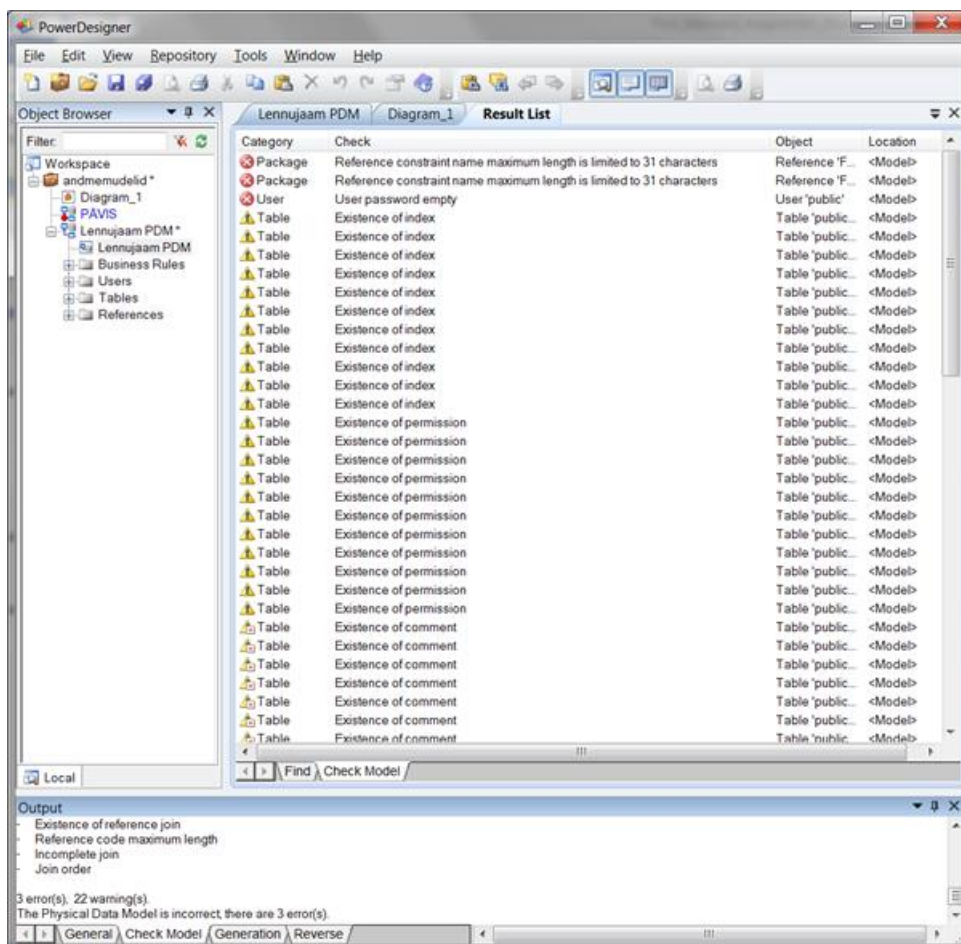 PowerDesigner
File Edit View Repository Tools Window Help
Object Browser
Filter:
Workspace
andmemudelid *
Diagram_1
PAVIS
Lennujaam PDM *
Lennujaam PDM
Business Rules
Users
Tables
References
Local
Lennujaam PDM Diagram_1 Result List
Category Check Object Location
Package Reference constraint name maximum length is limited to 31 characters Reference 'F... <Model>
Package Reference constraint name maximum length is limited to 31 characters Reference 'F... <Model>
User User password empty User 'public' <Model>
Table Existence of index Table 'public... <Model>
Table Existence of index Table 'public... <Model>
Table Existence of index Table 'public... <Model>
Table Existence of index Table 'public... <Model>
Table Existence of index Table 'public... <Model>
Table Existence of index Table 'public... <Model>
Table Existence of index Table 'public... <Model>
Table Existence of index Table 'public... <Model>
Table Existence of index Table 'public... <Model>
Table Existence of index Table 'public... <Model>
Table Existence of index Table 'public... <Model>
Table Existence of permission Table 'public... <Model>
Table Existence of permission Table 'public... <Model>
Table Existence of permission Table 'public... <Model>
Table Existence of permission Table 'public... <Model>
Table Existence of permission Table 'public... <Model>
Table Existence of permission Table 'public... <Model>
Table Existence of permission Table 'public... <Model>
Table Existence of permission Table 'public... <Model>
Table Existence of permission Table 'public... <Model>
Table Existence of permission Table 'public... <Model>
Table Existence of permission Table 'public... <Model>
Table Existence of comment Table 'public... <Model>
Table Existence of comment Table 'public... <Model>
Table Existence of comment Table 'public... <Model>
Table Existence of comment Table 'public... <Model>
Table Existence of comment Table 'public... <Model>
Table Existence of comment Table 'public... <Model>
Table Existence of comment Table 'public <Model>
Find Check Model
Output
- Existence of reference join
- Reference code maximum length
- Incomplete join
- Join order
3 error(s), 22 warning(s).
The Physical Data Model is incorrect, there are 3 error(s).
General Check Model Generation Reverse